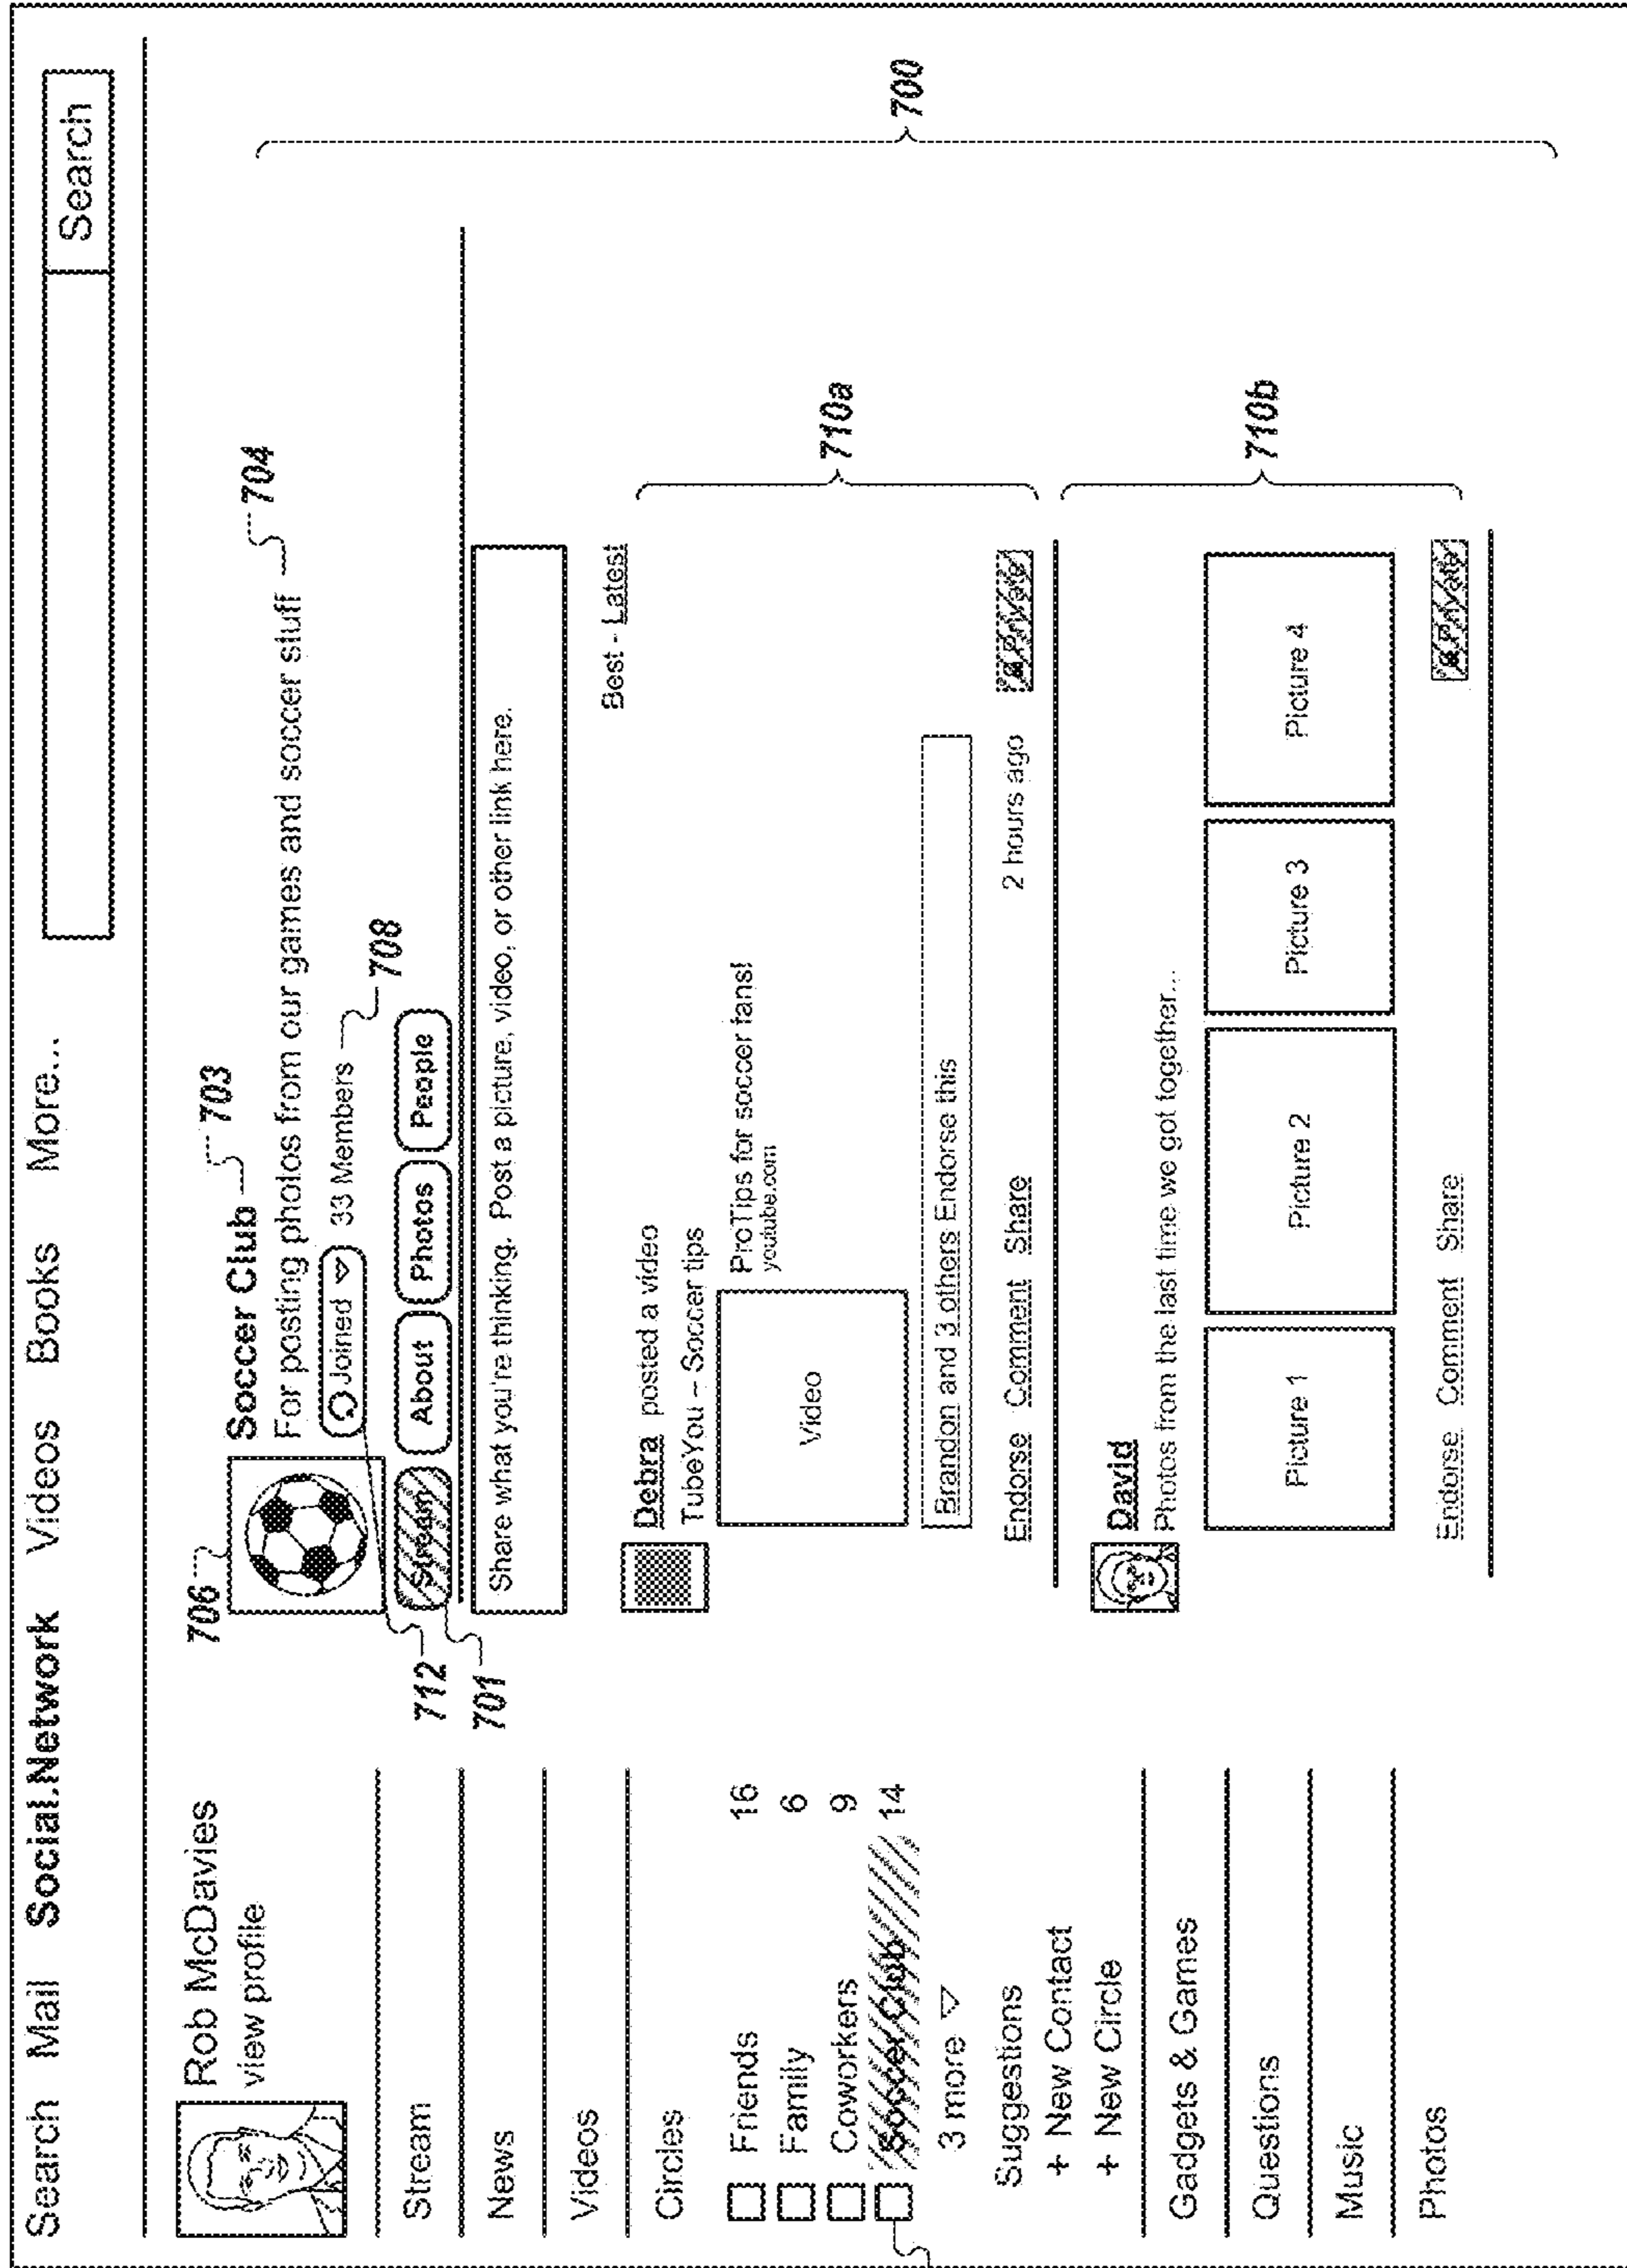 Search Mail Social.Network Videos Books More...
Search
Rob McDavies
view profile
Stream
News
Videos
Circles
Friends 16
Family 6
Coworkers 9
Soccer Club 14
3 more
Suggestions
+ New Contact
+ New Circle
Gadgets & Games
Questions
Music
Photos
706
Soccer Club 703
For posting photos from our games and soccer stuff 704
Joined 33 Members 708
712
Stream About Photos People
701
Share what you're thinking. Post a picture, video, or other link here.
Best - Latest
Debra posted a video
TubeYou – Soccer tips
Video
ProTips for soccer fans!
youtube.com
Brandon and 3 others Endorse this
Endorse Comment Share 2 hours ago Private
710a
David
Photos from the last time we got together...
Picture 1 Picture 2 Picture 3 Picture 4
Endorse Comment Share Private
710b
700